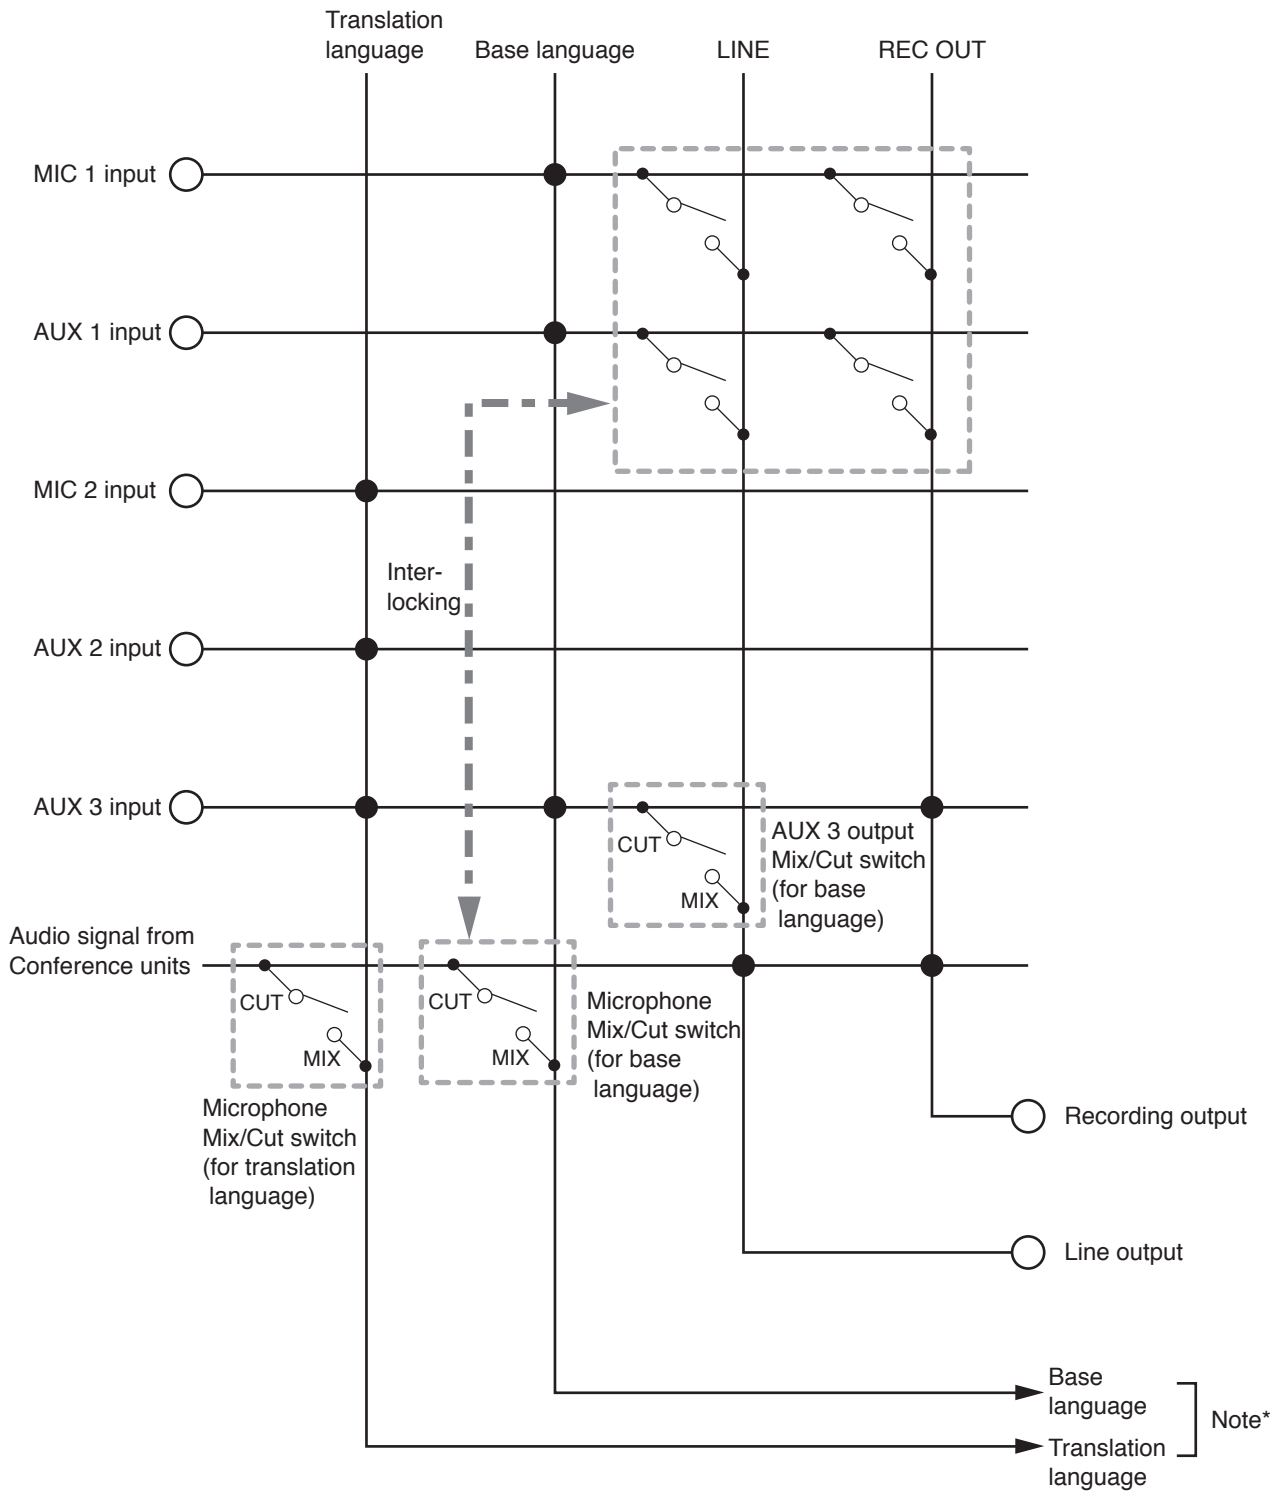 Translation
language
Base language
LINE
REC OUT
MIC 1 input
AUX 1 input
MIC 2 input
Inter-
locking
AUX 2 input
AUX 3 input
CUT
MIX
AUX 3 output
Mix/Cut switch
(for base
language)
Audio signal from
Conference units
CUT
MIX
Microphone
Mix/Cut switch
(for translation
language)
CUT
MIX
Microphone
Mix/Cut switch
(for base
language)
Recording output
Line output
Base
language
Translation
language
Note*